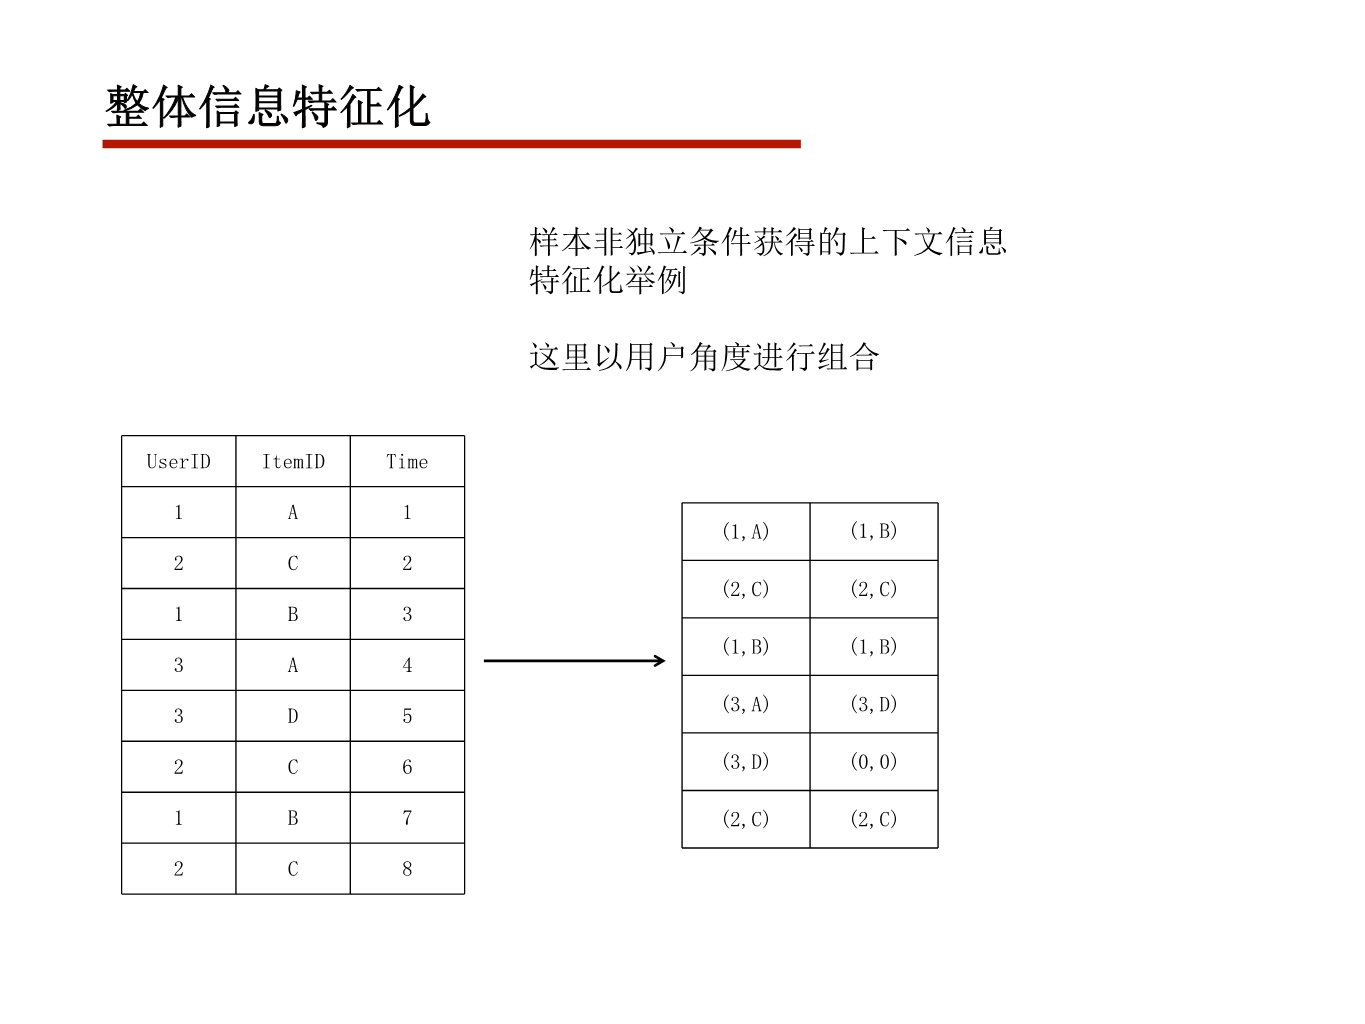 整体信息特征化
样本非独立条件获得的上下文信息
特征化举例
这里以用户角度进行组合
UserID ItemID Time
1 A 1
2 C 2
1 B 3
3 A 4
3 D 5
2 C 6
1 B 7
2 C 8
(1,A) (1,B)
(2,C) (2,C)
(1,B) (1,B)
(3,A) (3,D)
(3,D) (0,0)
(2,C) (2,C)